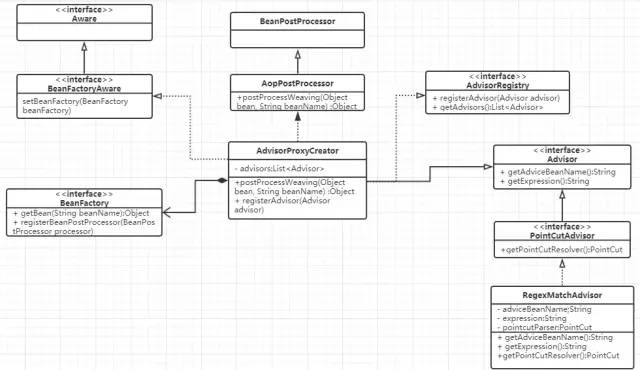 <<interface>>
Aware
BeanPostProcessor
<<interface>>
BeanFactoryAware
setBeanFactory(BeanFactory
beanFactory)
AopPostProcessor
+postProcessWeaving(Object
bean, String beanName) :Object
<<interface>>
AdvisorRegistry
+ registerAdvisor(Advisor advisor)
+ getAdvisors():List<Advisor>
AdvisorProxyCreator
- advisors:List<Advisor>
+postProcessWeaving(Object
bean, String beanName) :Object
+ registerAdvisor(Advisor
advisor)
<<interface>>
Advisor
+ getAdviceBeanName():String
+ getExpression():String
<<interface>>
BeanFactory
+ getBean(String beanName):Object
+ registerBeanPostProcessor(BeanPos
tProcessor processor)
<<interface>>
PointCutAdvisor
+getPointCutResolver():PointCut
RegexMatchAdvisor
- adviceBeanName;String
- expression:String
- pointcutParser:PointCut
+ getAdviceBeanName():String
+ getExpression():String
+getPointCutResolver():PointCut